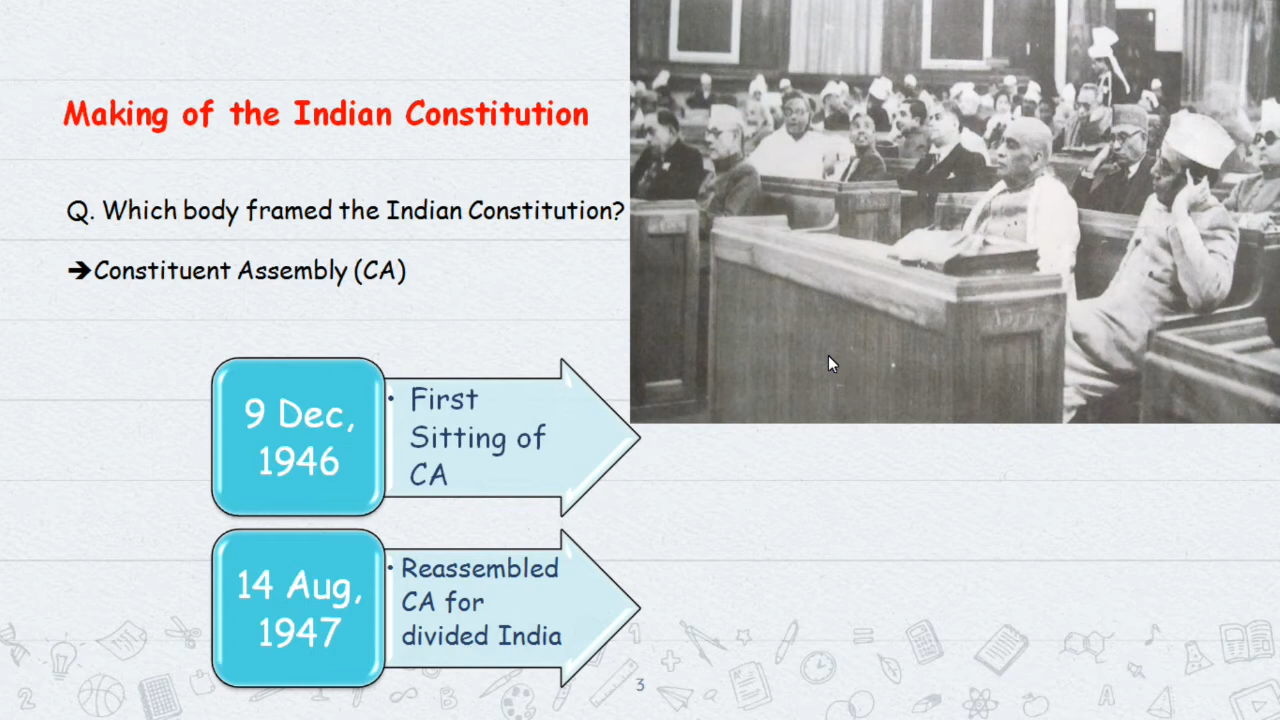 Making of the Indian Constitution
Q. Which body framed the Indian Constitution?
➔Constituent Assembly (CA)
9 Dec,
1946
• First
Sitting of
CA
14 Aug,
1947
• Reassembled
CA for
divided India
3